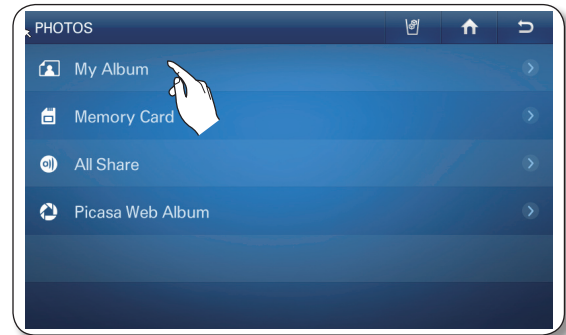 PHOTOS
My Album
Memory Card
All Share
Picasa Web Album